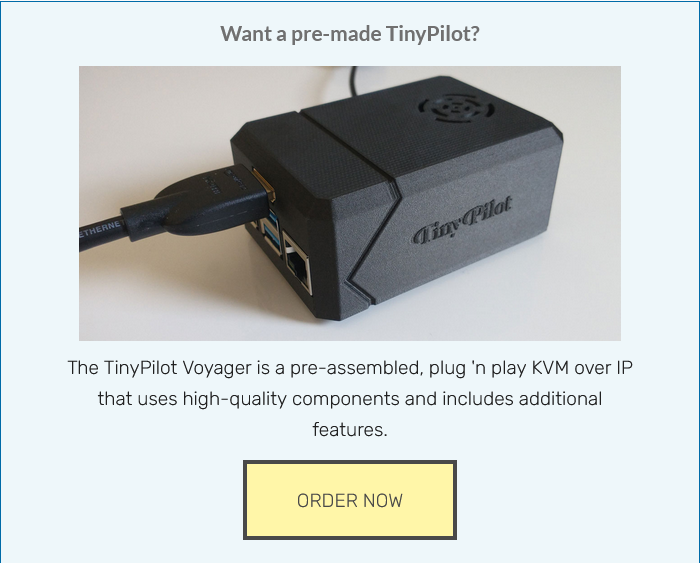 Want a pre-made TinyPilot?
ETHERNE
TinyPilot
The TinyPilot Voyager is a pre-assembled, plug 'n play KVM over IP
that uses high-quality components and includes additional
features.
ORDER NOW